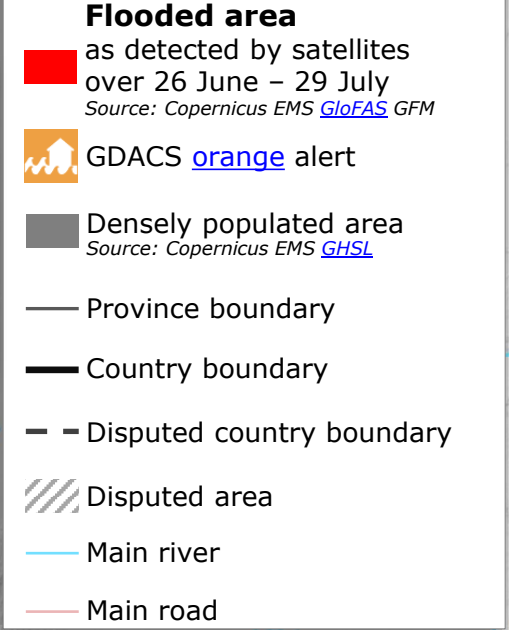 Flooded area
as detected by satellites
over 26 June – 29 July
Source: Copernicus EMS GloFAS GFM
GDACS orange alert
Densely populated area
Source: Copernicus EMS GHSL
Province boundary
Country boundary
Disputed country boundary
Disputed area
Main river
Main road